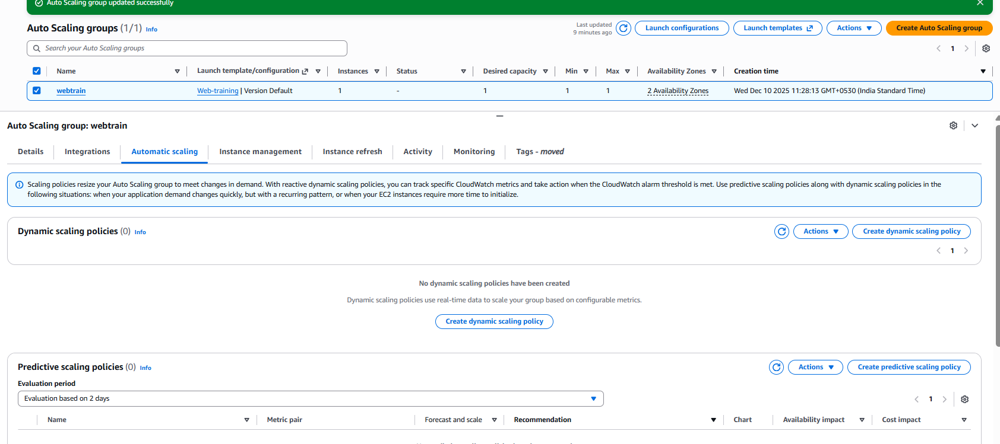 Auto Scaling group updated successfully
Auto Scaling groups (1/1) Info
Last updated
9 minutes ago
Launch configurations
Launch templates
Actions
Create Auto Scaling group
Search your Auto Scaling groups
1
Name
Launch template/configuration
Instances
Status
Desired capacity
Min
Max
Availability Zones
Creation time
webtrain
Web-training | Version Default
1
-
1
1
1
2 Availability Zones
Wed Dec 10 2025 11:28:13 GMT+0530 (India Standard Time)
Auto Scaling group: webtrain
Details
Integrations
Automatic scaling
Instance management
Instance refresh
Activity
Monitoring
Tags - moved
Scaling policies resize your Auto Scaling group to meet changes in demand. With reactive dynamic scaling policies, you can track specific CloudWatch metrics and take action when the CloudWatch alarm threshold is met. Use predictive scaling policies along with dynamic scaling policies in the
following situations: when your application demand changes quickly, but with a recurring pattern, or when your EC2 instances require more time to initialize.
Dynamic scaling policies (0) Info
Actions
Create dynamic scaling policy
1
No dynamic scaling policies have been created
Dynamic scaling policies use real-time data to scale your group based on configurable metrics.
Create dynamic scaling policy
Predictive scaling policies (0) Info
Actions
Create predictive scaling policy
Evaluation period
Evaluation based on 2 days
1
Name
Metric pair
Forecast and scale
Recommendation
Chart
Availability impact
Cost impact